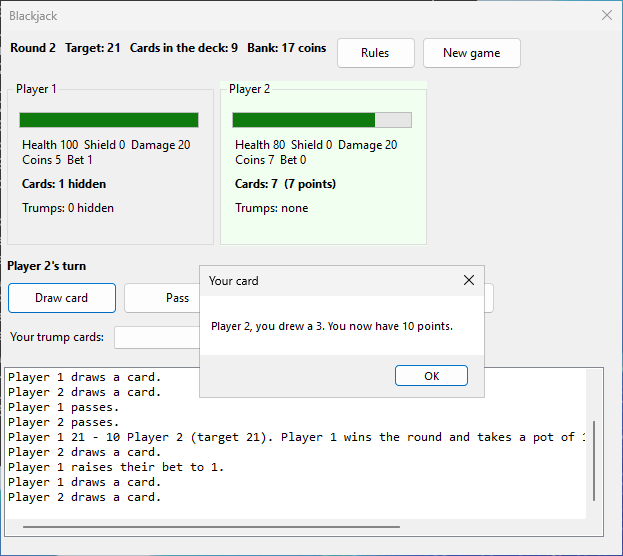 Blackjack
Round 2 Target: 21 Cards in the deck: 9 Bank: 17 coins Rules New game
Player 1 Player 2
Health 100 Shield 0 Damage 20 Health 80 Shield 0 Damage 20
Coins 5 Bet 1 Coins 7 Bet 0
Cards: 1 hidden Cards: 7 (7 points)
Trumps: 0 hidden Trumps: none
Player 2's turn
Draw card Pass
Your trump cards:
Your card
Player 2, you drew a 3. You now have 10 points.
OK
Player 1 draws a card.
Player 2 draws a card.
Player 1 passes.
Player 2 passes.
Player 1 21 - 10 Player 2 (target 21). Player 1 wins the round and takes a pot of
Player 2 draws a card.
Player 1 raises their bet to 1.
Player 1 draws a card.
Player 2 draws a card.